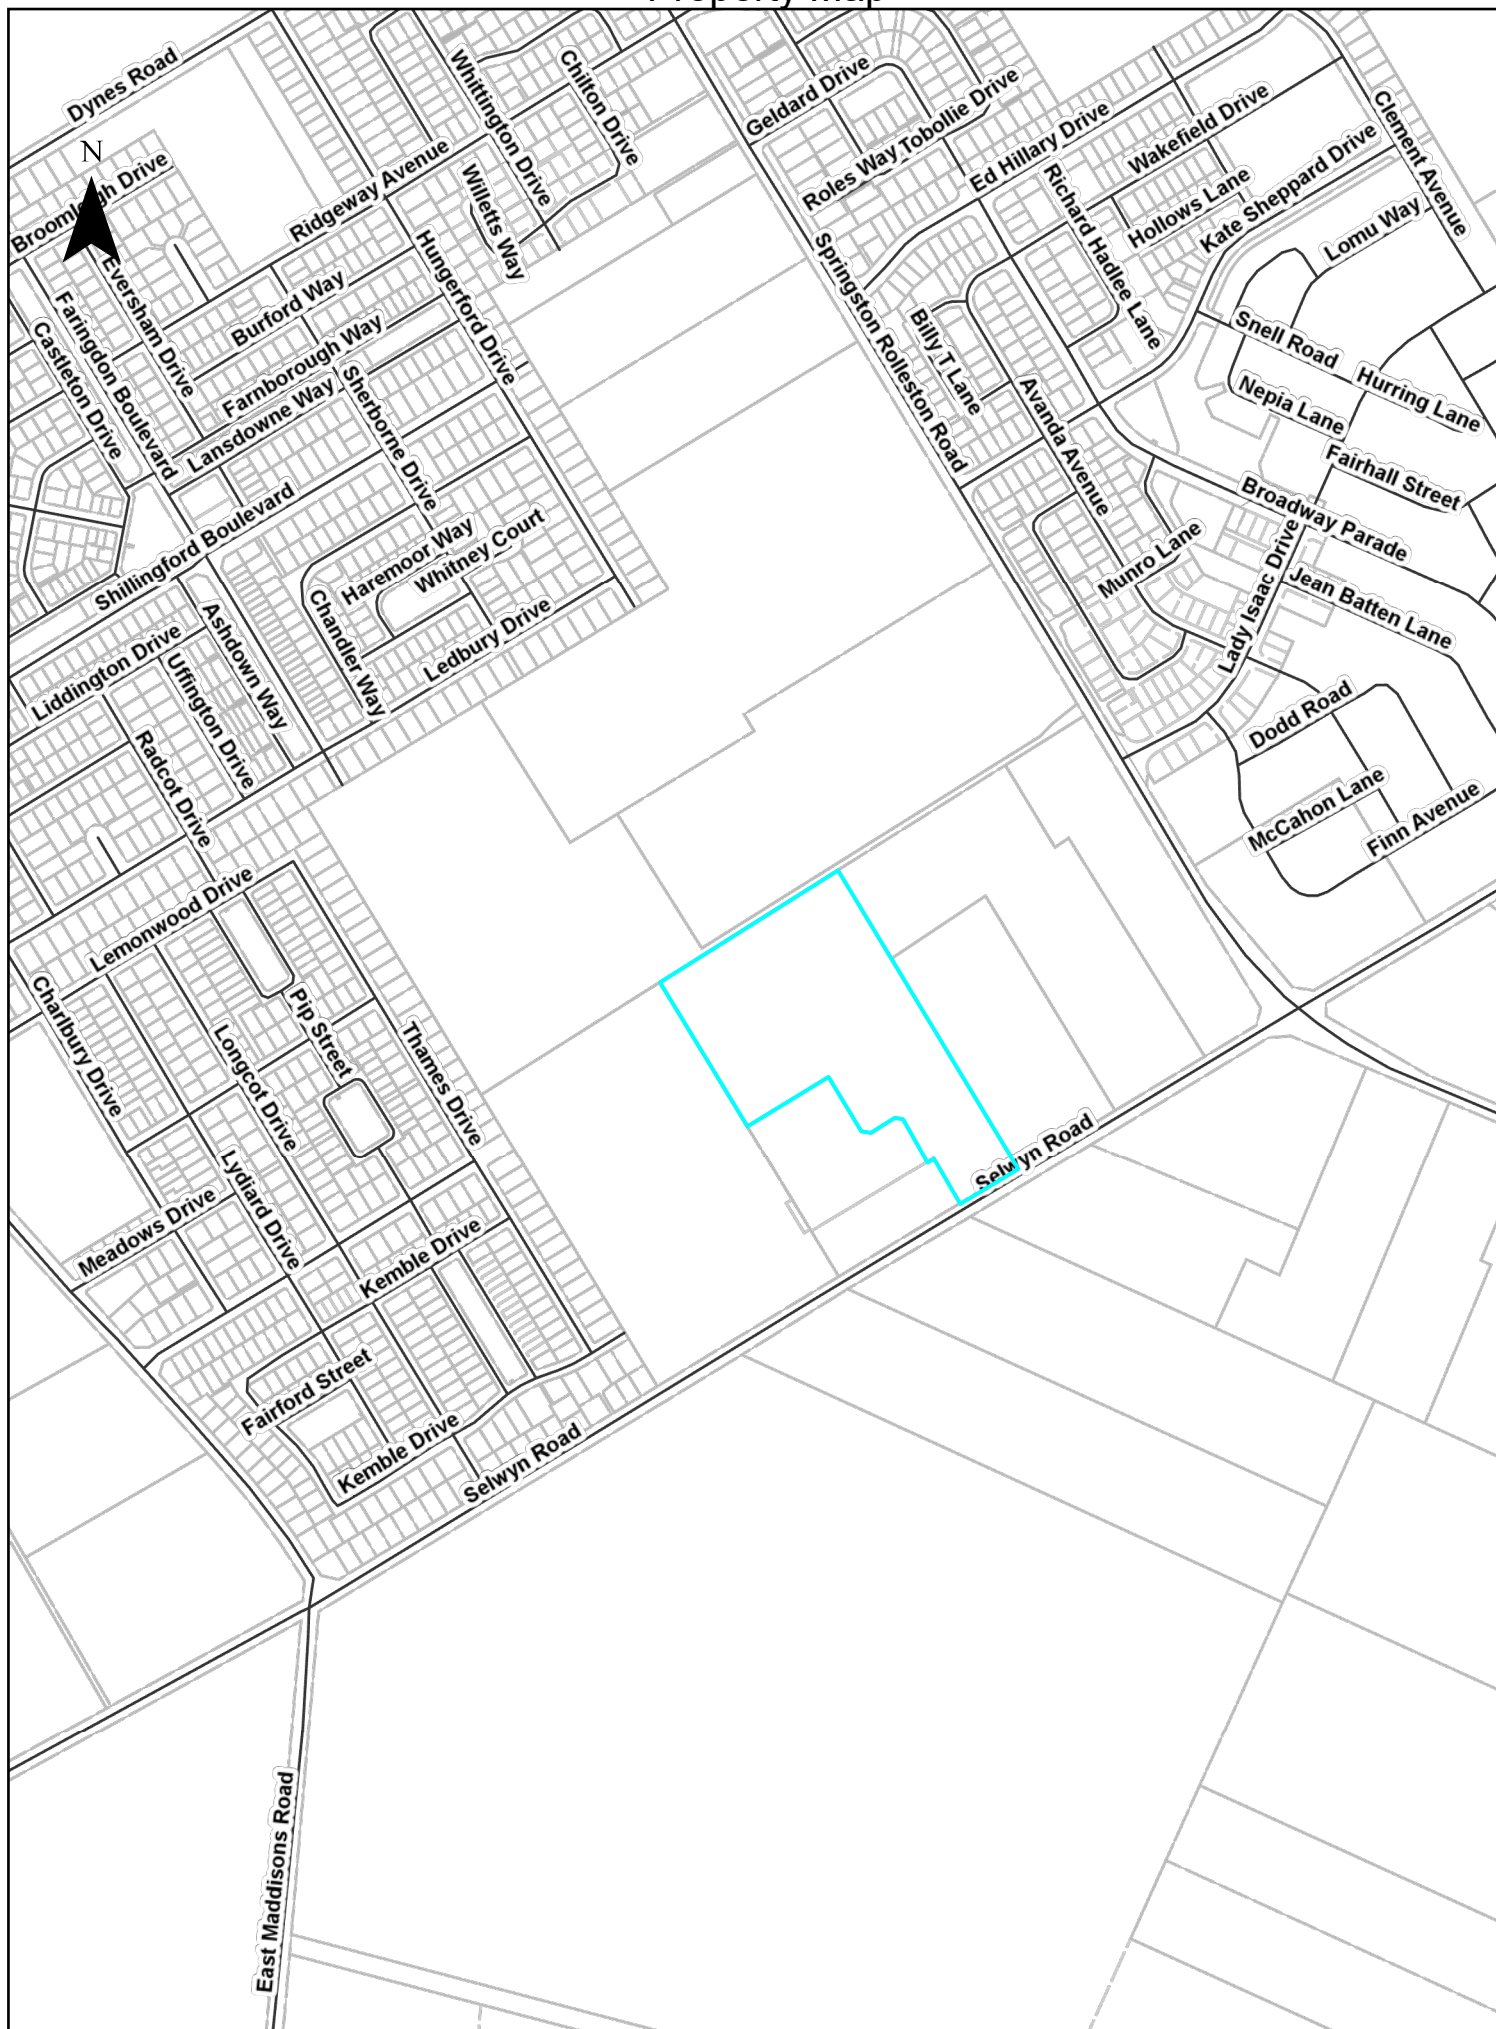 Property Map
Dynes Road
N
Broomleigh Drive
Eversham Drive
Faringdon Boulevard
Castleton Drive
Ridgeway Avenue
Burford Way
Farnborough Way
Lansdowne Way
Shillingford Boulevard
Whittington Drive
Chilton Drive
Willetts Way
Hungerford Drive
Sherborne Drive
Haremoor Way
Whitney Court
Chandler Way
Ledbury Drive
Ashdown Way
Liddington Drive
Uffington Drive
Radcot Drive
Geldard Drive
Roles Way
Tobollie Drive
Ed Hillary Drive
Wakefield Drive
Richard Hadlee Lane
Hollows Lane
Kate Sheppard Drive
Clement Avenue
Lomu Way
Springston Rolleston Road
Billy T Lane
Avanda Avenue
Snell Road
Hurring Lane
Nepia Lane
Fairhall Street
Broadway Parade
Munro Lane
Lady Isaac Drive
Jean Batten Lane
Dodd Road
McCahon Lane
Finn Avenue
Lemonwood Drive
Charlbury Drive
Pip Street
Longcot Drive
Thames Drive
Lydiard Drive
Meadows Drive
Kemble Drive
Fairford Street
Kemble Drive
Selwyn Road
Selwyn Road
East Maddisons Road